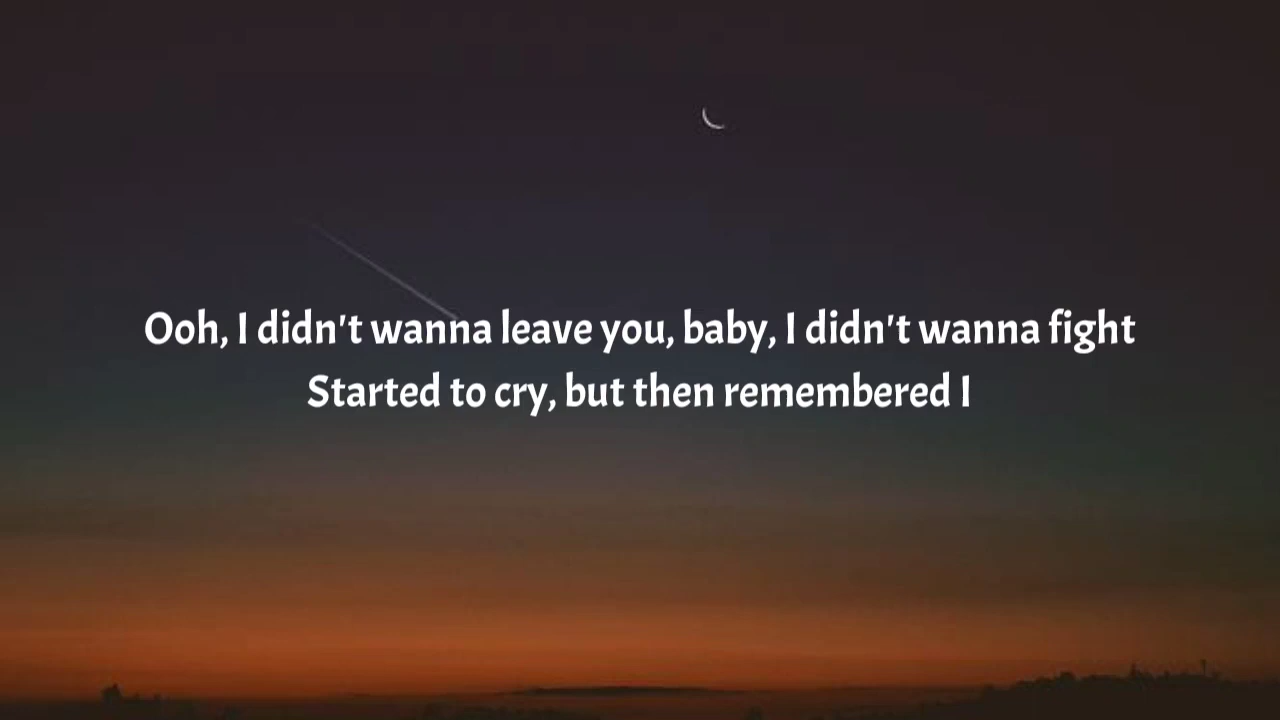 Ooh, I didn't wanna leave you, baby, I didn't wanna fight
Started to cry, but then remembered I